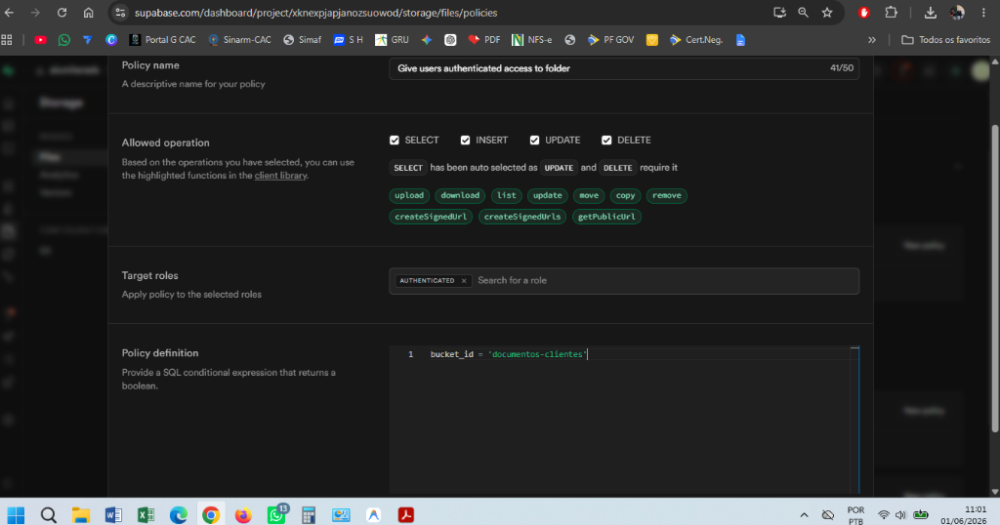 supabase.com/dashboard/project/xknexpjapjanozsuowod/storage/files/policies
Portal G CAC Sinarm-CAC Simaf S H GRU PDF NFS-e PF GOV Cert.Neg. » Todos os favoritos
Storage
Policy name
A descriptive name for your policy
Give users authenticated access to folder 41/50
Allowed operation
Based on the operations you have selected, you can use
the highlighted functions in the client library.
SELECT INSERT UPDATE DELETE
SELECT has been auto selected as UPDATE and DELETE require it
upload download list update move copy remove
createSignedUrl createSignedUrls getPublicUrl
Target roles
Apply policy to the selected roles
AUTHENTICATED × Search for a role
Policy definition
Provide a SQL conditional expression that returns a
boolean.
1 bucket_id = 'documentos-clientes'
New policy
New policy
13
POR
PTB
11:01
01/06/2026